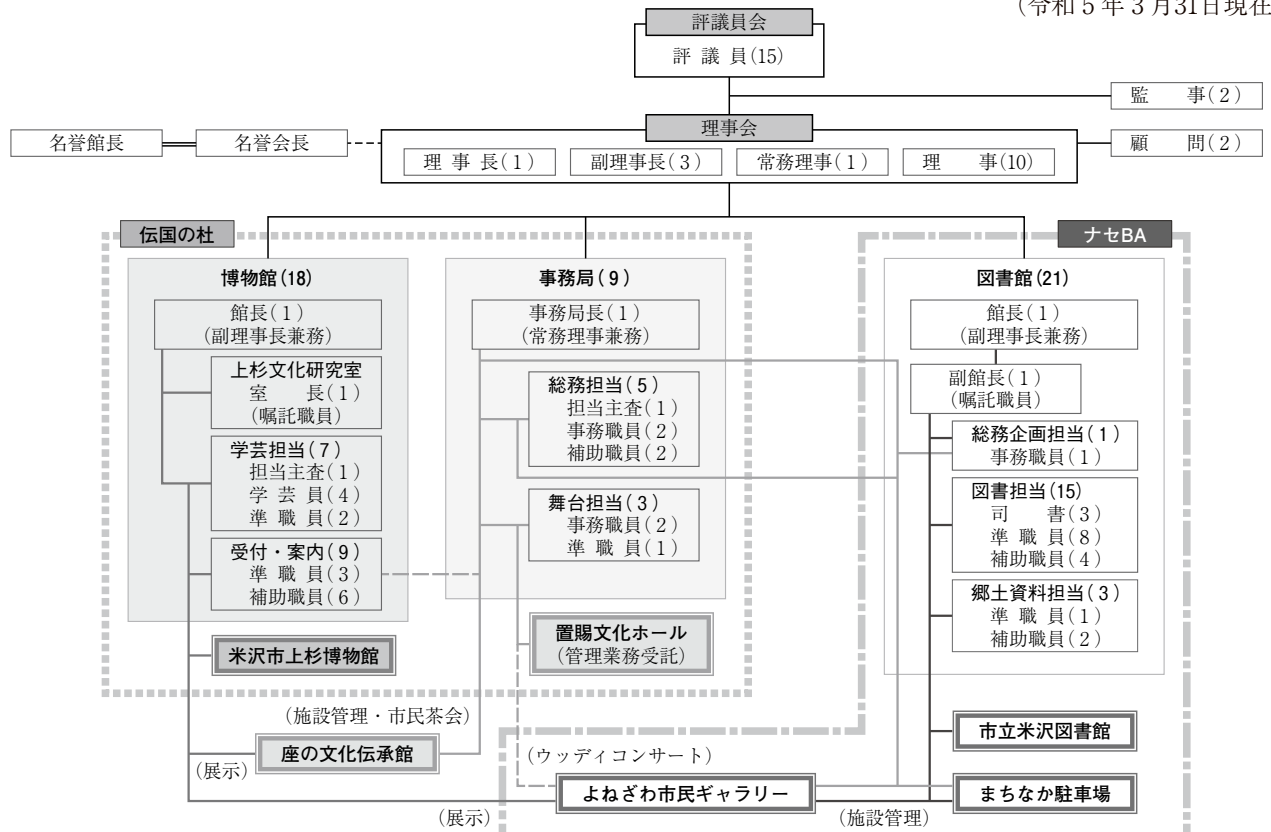 (令和5年3月31日現在
評議員会
評議員(15)
監　事(2)
理事会
名誉館長
名誉会長
理事長(1)
副理事長(3)
常務理事(1)
理　事(10)
顧　問(2)
伝国の杜
ナセBA
博物館(18)
館長(1)
(副理事長兼務)
上杉文化研究室
室　長(1)
(嘱託職員)
学芸担当(7)
担当主査(1)
学芸員(4)
準職員(2)
受付・案内(9)
準職員(3)
補助職員(6)
米沢市上杉博物館
事務局(9)
事務局長(1)
(常務理事兼務)
総務担当(5)
担当主査(1)
事務職員(2)
補助職員(2)
舞台担当(3)
事務職員(2)
準職員(1)
置賜文化ホール
(管理業務受託)
図書館(21)
館長(1)
(副理事長兼務)
副館長(1)
(嘱託職員)
総務企画担当(1)
事務職員(1)
図書担当(15)
司　書(3)
準職員(8)
補助職員(4)
郷土資料担当(3)
準職員(1)
補助職員(2)
(施設管理・市民茶会)
座の文化伝承館
(展示)
(ウッディコンサート)
市立米沢図書館
よねざわ市民ギャラリー
まちなか駐車場
(展示)
(施設管理)